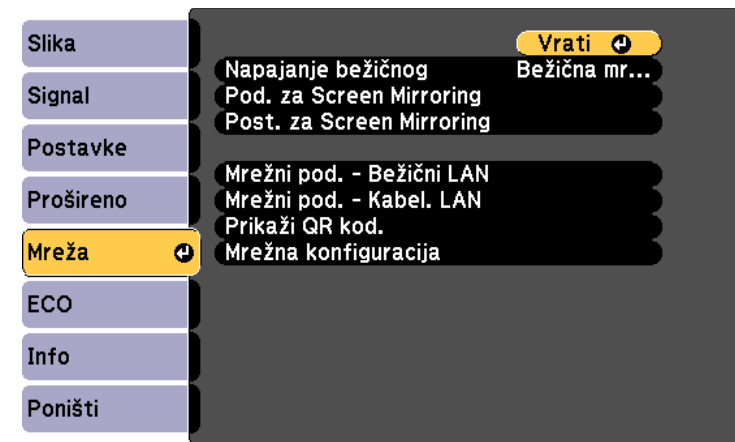 Slika
Signal
Postavke
Prošireno
Mreža
ECO
Info
Poništi
Vrati
Napajanje bežičnog Bežična mr...
Pod. za Screen Mirroring
Post. za Screen Mirroring
Mrežni pod. - Bežični LAN
Mrežni pod. - Kabel. LAN
Prikaži QR kod.
Mrežna konfiguracija